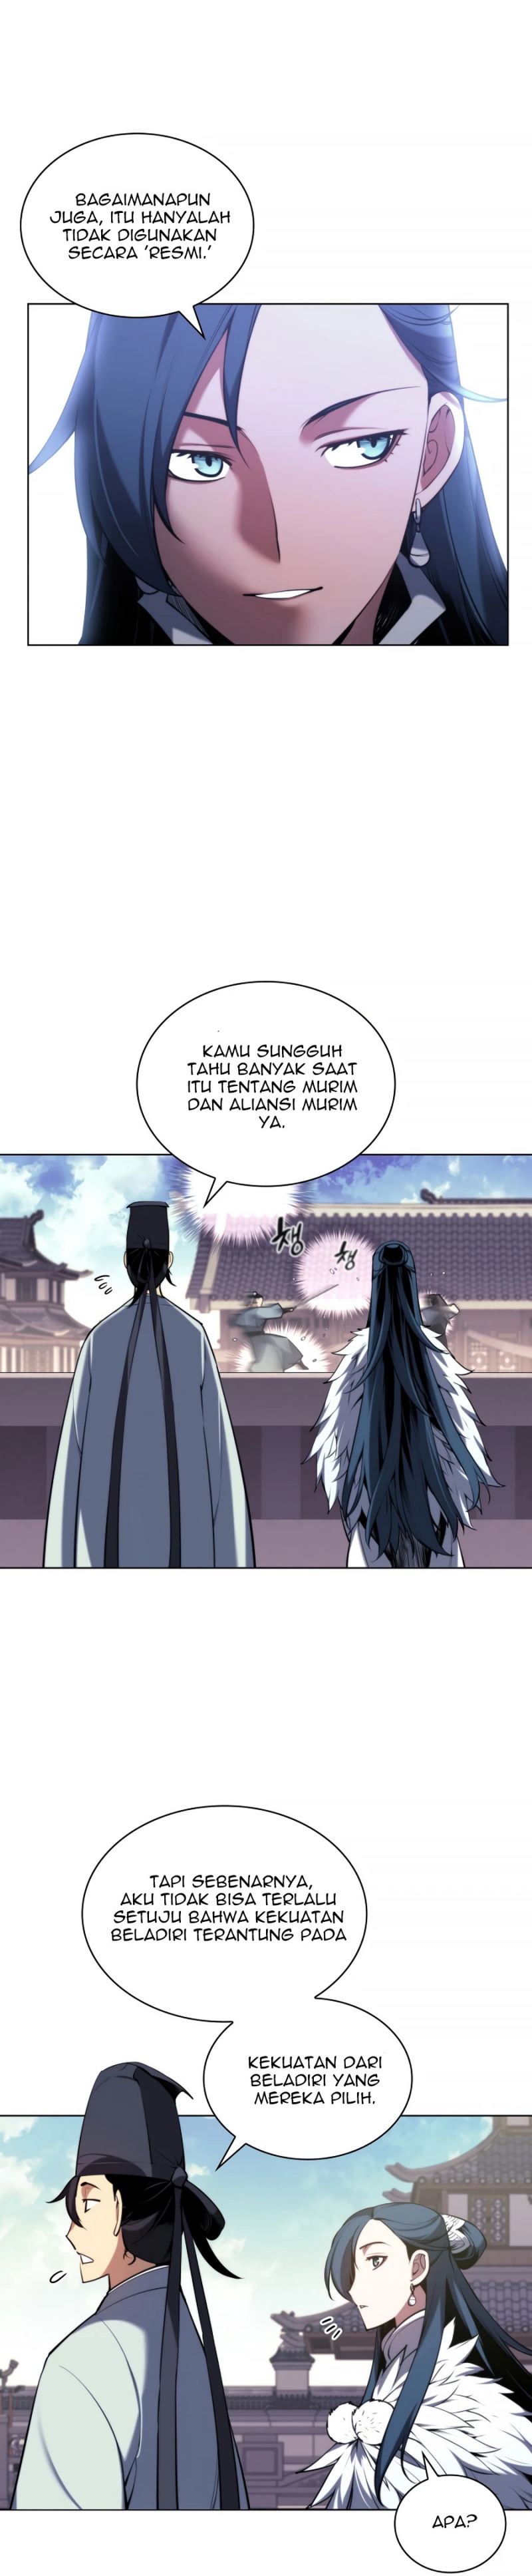 BAGAIMANAPUN
JUGA, ITU HANYALAH
TIDAK DIGUNAKAN
SECARA 'RESMI.'
KAMU SUNGGUH
TAHU BANYAK SAAT
ITU TENTANG MURIM
DAN ALIANSI MURIM
YA.
챙
챙
TAPI SEBENARNYA,
AKU TIDAK BISA TERLALU
SETUJU BAHWA KEKUATAN
BELADIRI TERANTUNG PADA
KEKUATAN DARI
BELADIRI YANG
MEREKA PILIH.
APA?